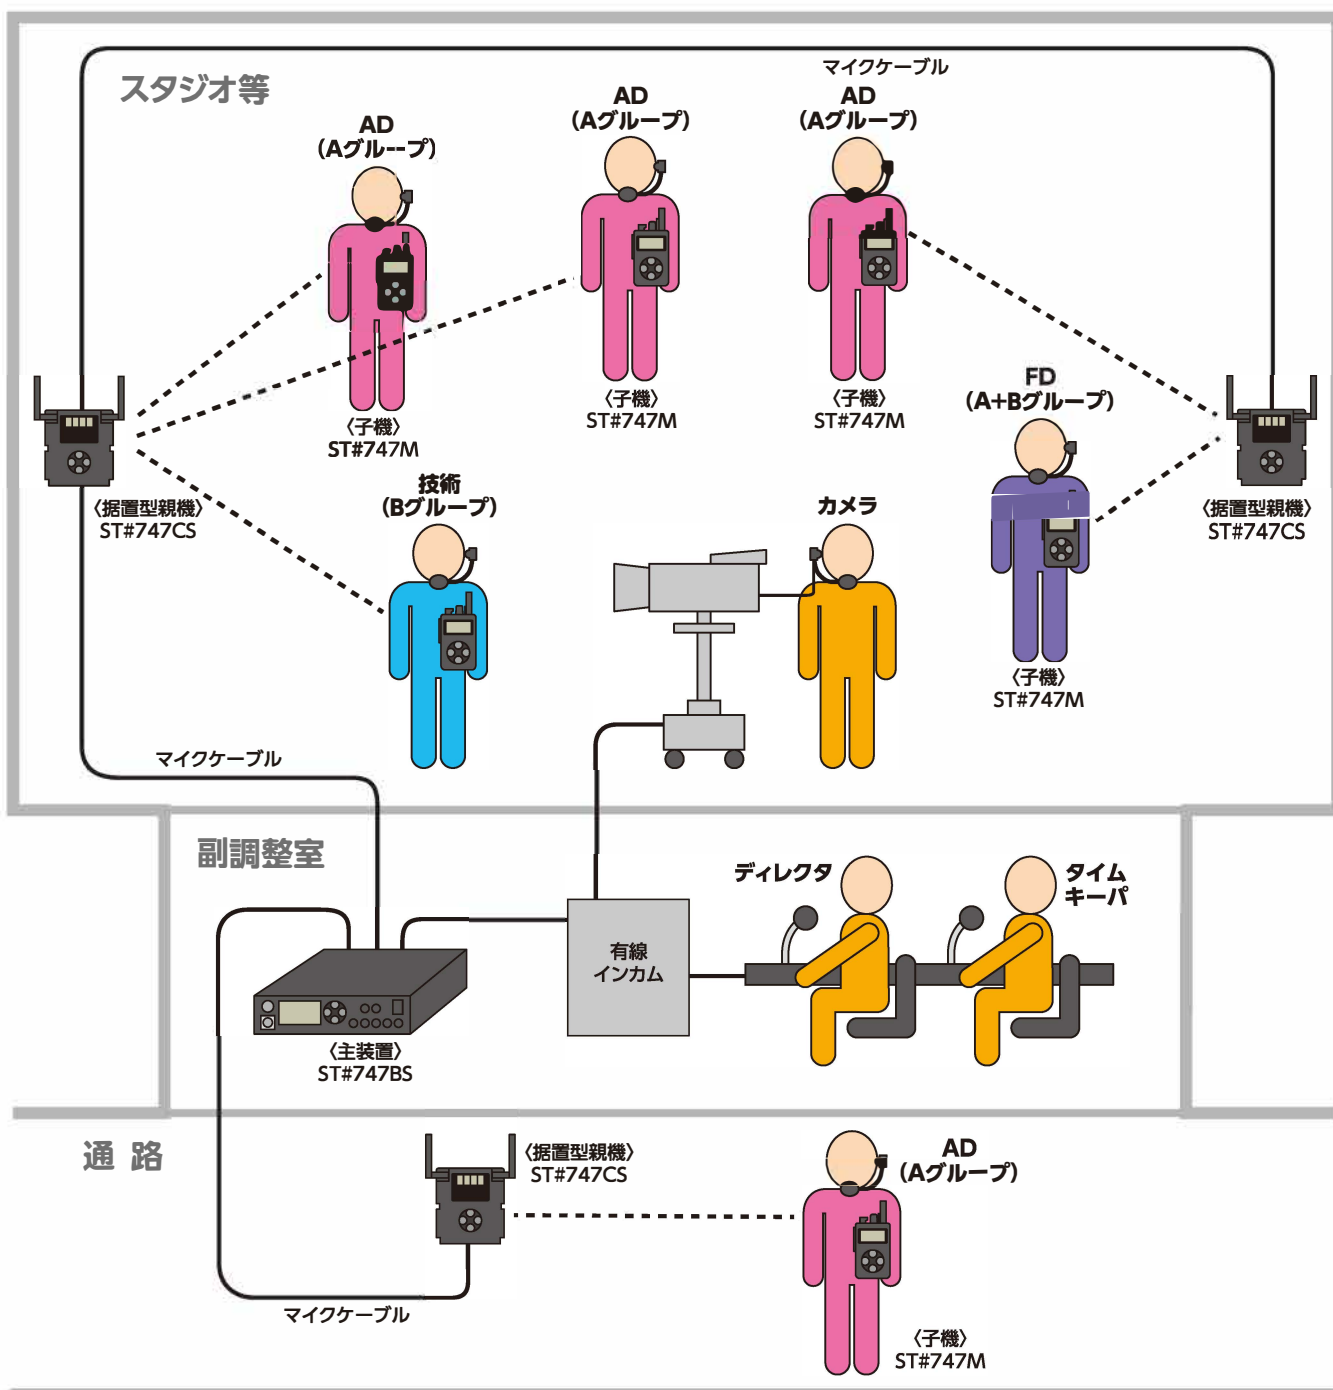 マイクケーブル
スタジオ等
AD
(Aグループ)
AD
(Aグループ)
AD
(Aグル--プ)
〈子機〉
ST#747M
〈子機〉
ST#747M
〈子機〉
ST#747M
FD
(A+Bグループ)
〈据置型親機〉
ST#747CS
技術
(Bグループ)
カメラ
〈据置型親機〉
ST#747CS
〈子機〉
ST#747M
マイクケーブル
副調整室
ディレクタ
タイム
キーパ
有線
インカム
〈主装置〉
ST#747BS
通 路
〈据置型親機〉
ST#747CS
AD
(Aグループ)
マイクケーブル
〈子機〉
ST#747M